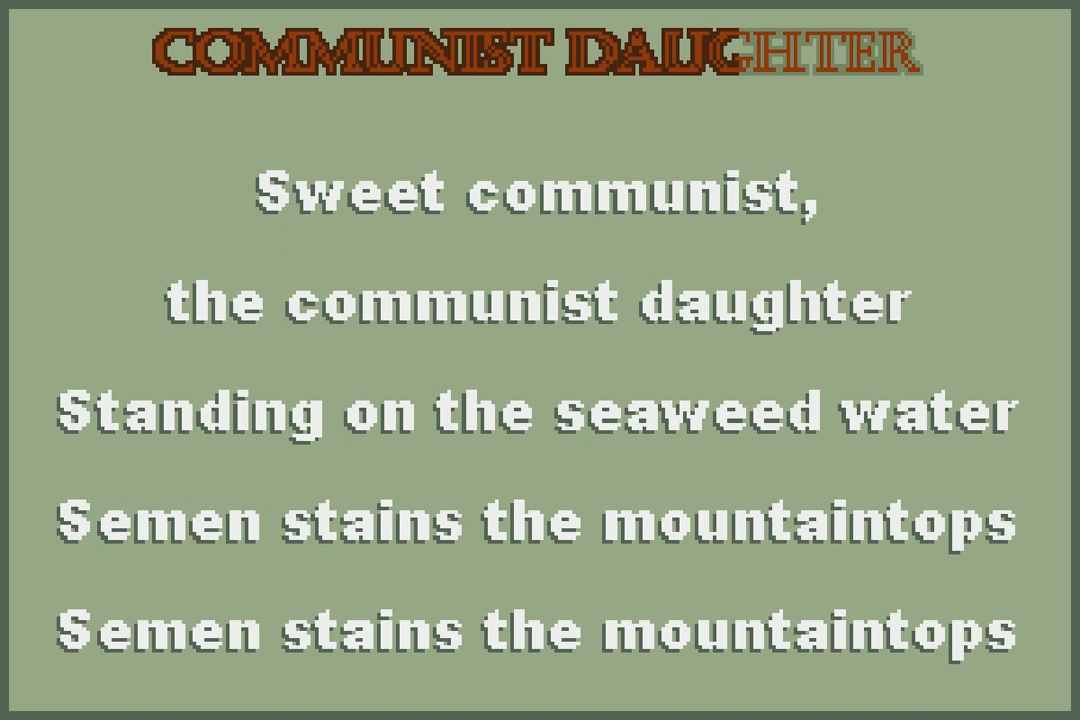 COMMUNIST DAUGHTER
Sweet communist,
the communist daughter
Standing on the seaweed water
Semen stains the mountaintops
Semen stains the mountaintops